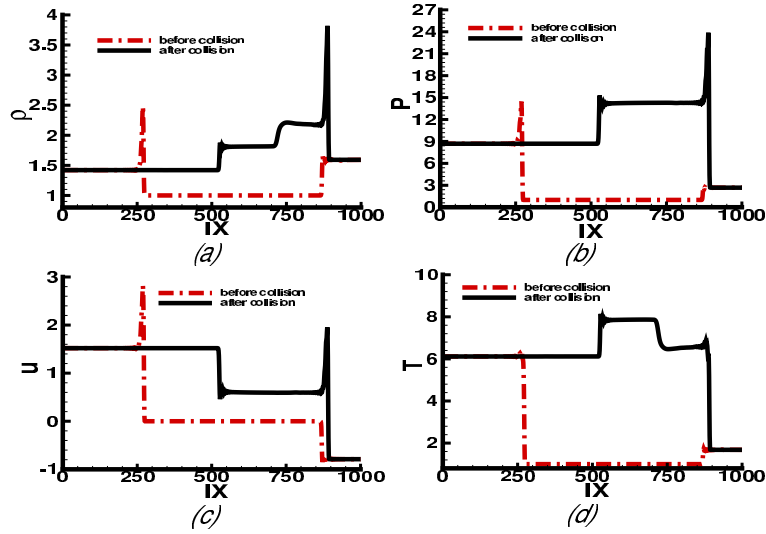 4
3.5
3
2.5
2
1.5
1
ρ
before collision
after collision
0 250 500 750 1000
IX
(a)
27
24
21
18
15
12
9
6
3
0
P
before collision
after collison
0 250 500 750 1000
IX
(b)
3
2
1
0
-1
u
before collision
after collision
0 250 500 750 1000
IX
(c)
10
8
6
4
2
T
before collision
after collision
0 250 500 750 1000
IX
(d)